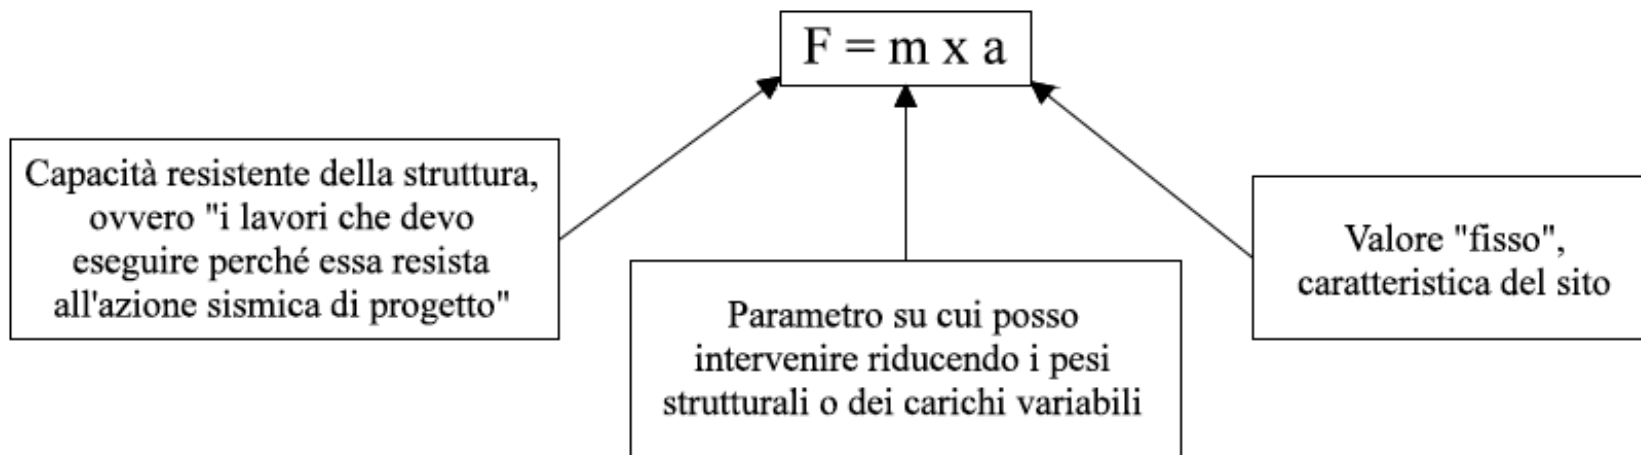 F = m x a
Capacità resistente della struttura,
ovvero "i lavori che devo
eseguire perché essa resista
all'azione sismica di progetto"
Parametro su cui posso
intervenire riducendo i pesi
strutturali o dei carichi variabili
Valore "fisso",
caratteristica del sito